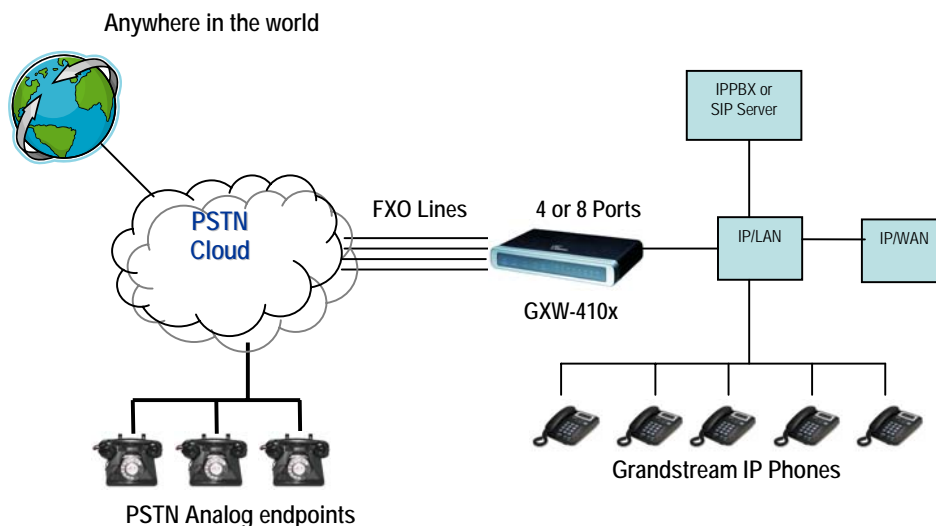 Anywhere in the world
IPPBX or
SIP Server
PSTN
Cloud
FXO Lines
4 or 8 Ports
IP/LAN
IP/WAN
GXW-410x
Grandstream IP Phones
PSTN Analog endpoints